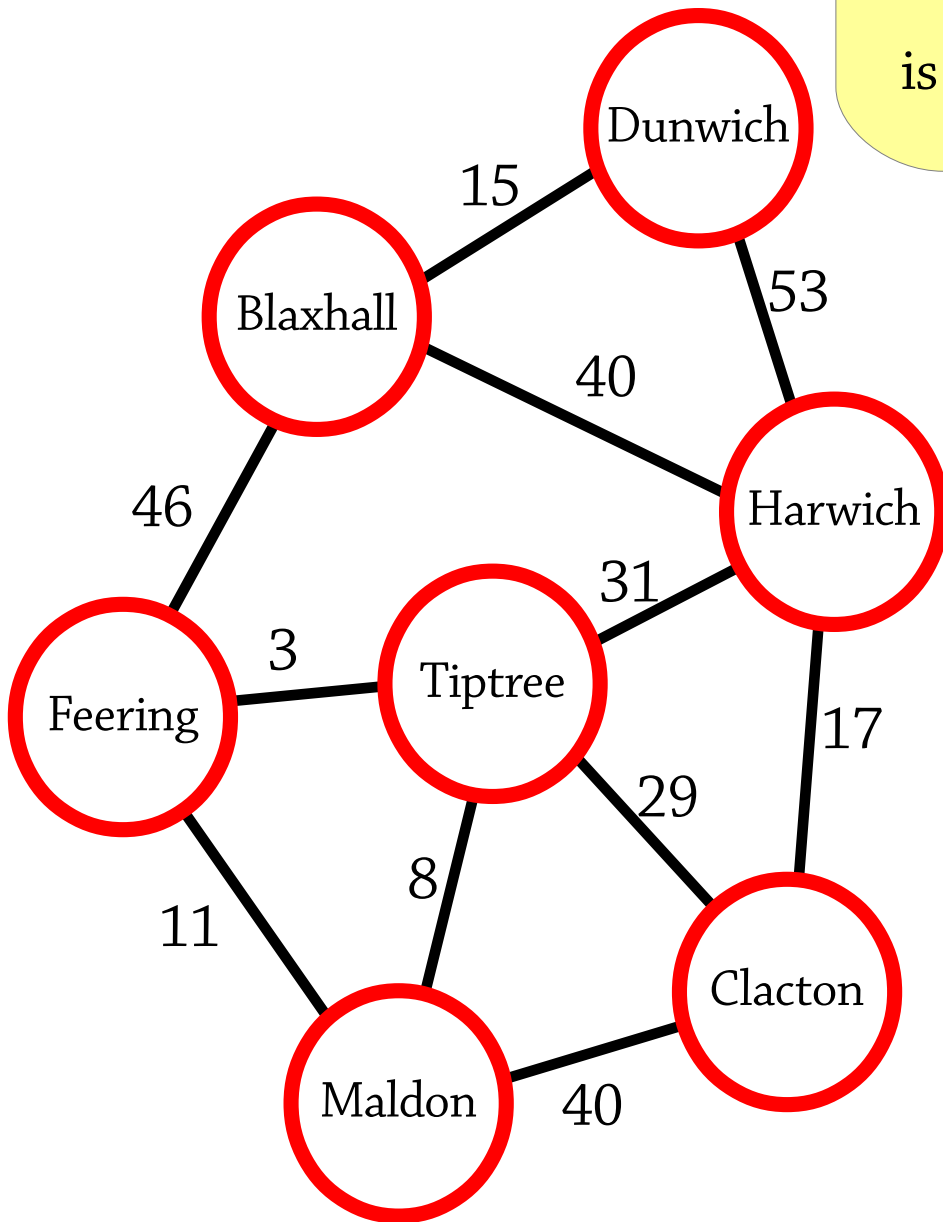 is
Dunwich
15
53
Blaxhall
40
46
Harwich
31
3
Tiptree
Feering
17
29
8
11
Clacton
Maldon
40